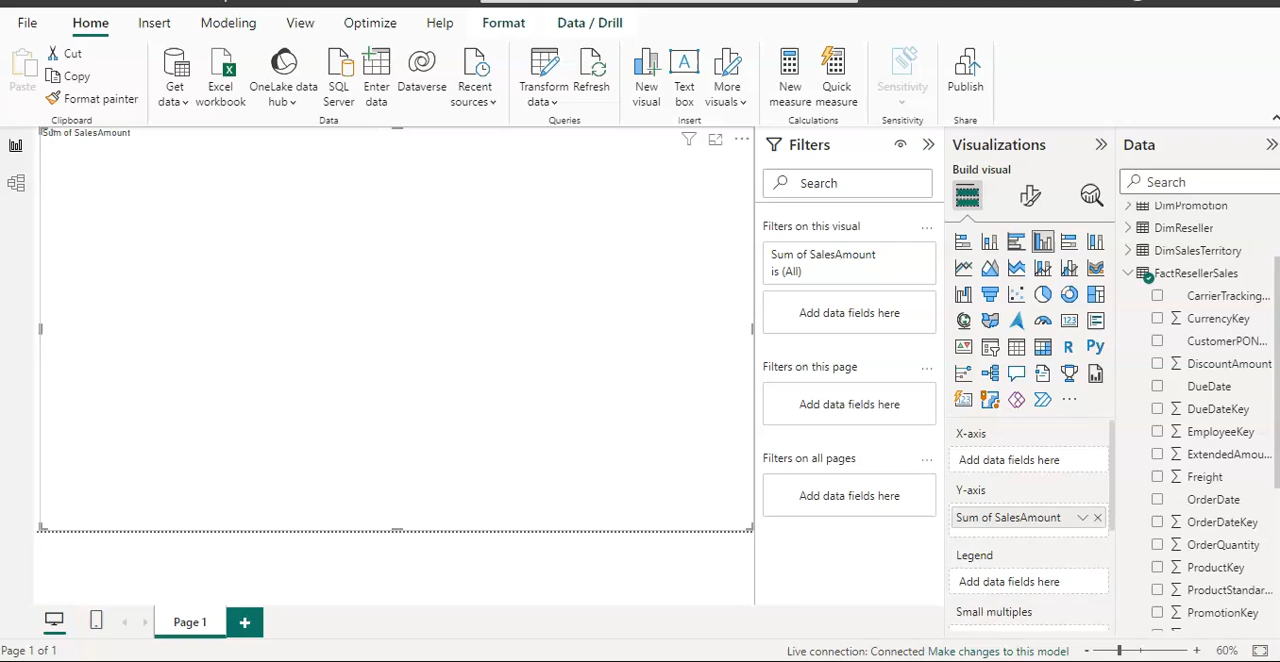 File Home Insert Modeling View Optimize Help Format Data / Drill
Paste
Cut
Copy
Format painter
Clipboard
Get data
Excel workbook
OneLake data hub
SQL Server
Enter data
Dataverse
Recent sources
Data
Transform data
Refresh
Queries
New visual
Text box
More visuals
Insert
New measure
Quick measure
Calculations
Sensitivity
Sensitivity
Publish
Share
Sum of SalesAmount
Filters
Search
Filters on this visual
Sum of SalesAmount
is (All)
Add data fields here
Filters on this page
Add data fields here
Filters on all pages
Add data fields here
Visualizations
Build visual
123
R
Py
123
X-axis
Add data fields here
Y-axis
Sum of SalesAmount
Legend
Add data fields here
Small multiples
Data
Search
DimPromotion
DimReseller
DimSalesTerritory
FactResellerSales
CarrierTracking...
CurrencyKey
CustomerPON...
DiscountAmount
DueDate
DueDateKey
EmployeeKey
ExtendedAmou...
Freight
OrderDate
OrderDateKey
OrderQuantity
ProductKey
ProductStandar...
PromotionKey
Page 1
Page 1 of 1
Live connection: Connected Make changes to this model
60%